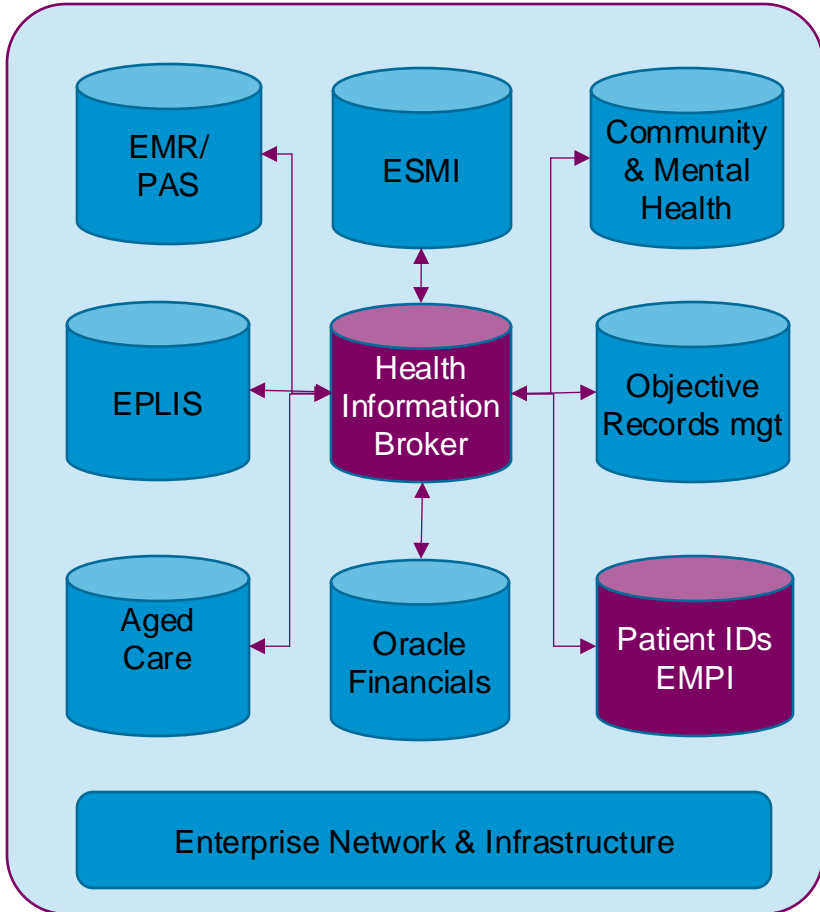 EMR/
PAS
ESMI
Community
& Mental
Health
EPLIS
Health
Information
Broker
Objective
Records mgt
Aged
Care
Oracle
Financials
Patient IDs
EMPI
Enterprise Network & Infrastructure